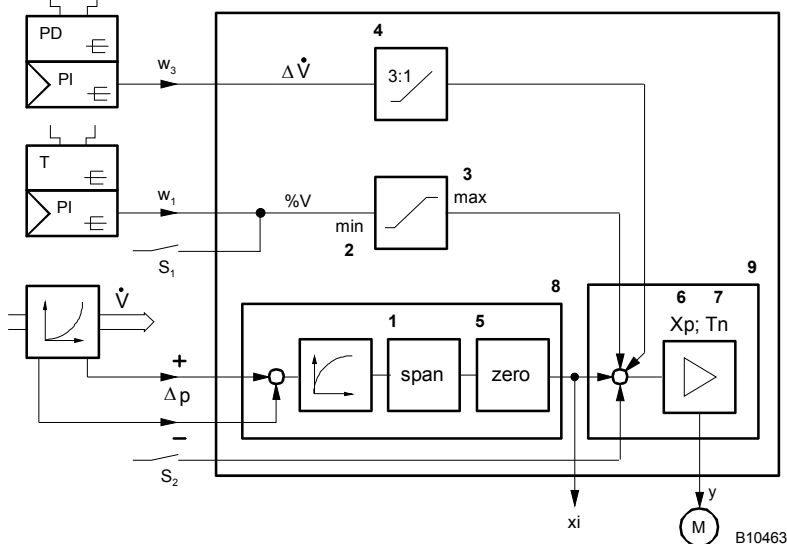 4
PD
PI
w3
ΔV̇
3:1
T
PI
w1
%V
3
max
min
2
S1
V̇
8
9
1
5
6 7
Xp; Tn
+
Δp
−
span
zero
S2
xi
y
M
B10463